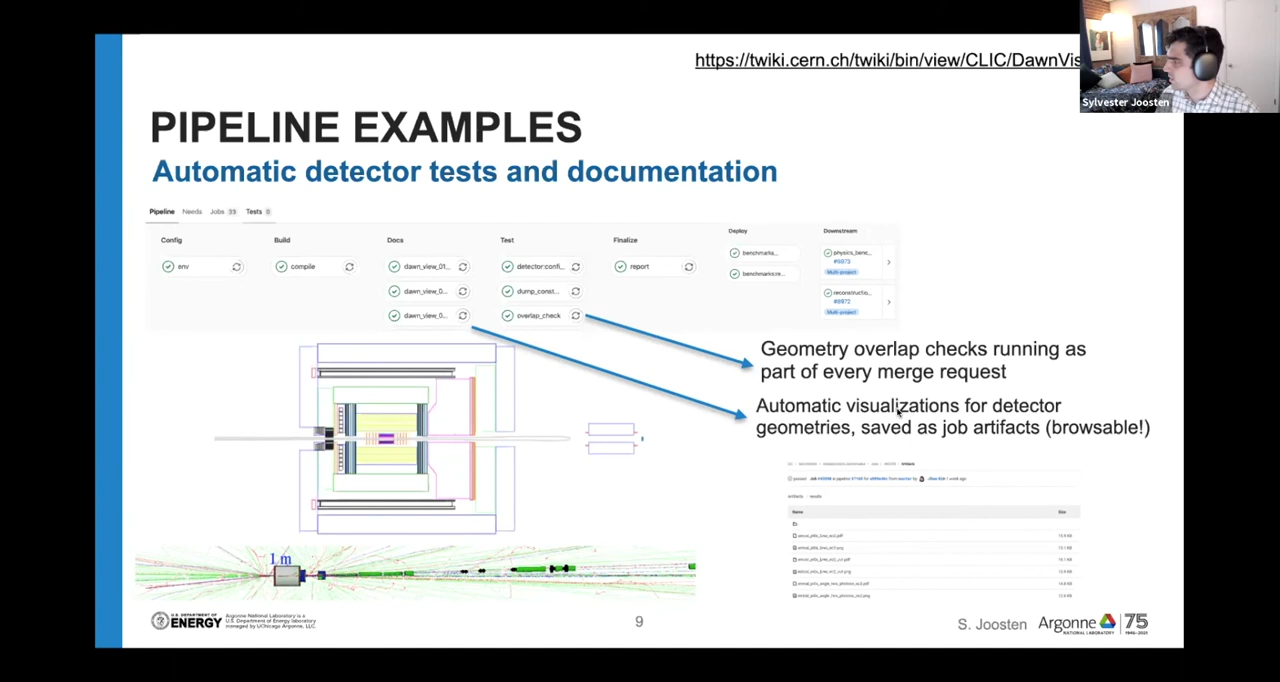 https://twiki.cern.ch/twiki/bin/view/CLIC/DawnVis
Sylvester Joosten
PIPELINE EXAMPLES
Automatic detector tests and documentation
Pipeline Needs Jobs 33 Tests 0
Config Build Docs Test Finalize Deploy Downstream
env compile dawn_view_01... detector:confi... report benchmarks... physics_benc... #8973 Multi-project
dawn_view_0... dump_const... benchmarks:re... reconstructio... #8972 Multi-project
dawn_view_0... overlap_check
Geometry overlap checks running as
part of every merge request
Automatic visualizations for detector
geometries, saved as job artifacts (browsable!)
Artifacts
Name Size
1 m
U.S. DEPARTMENT OF
ENERGY
Argonne National Laboratory is a
U.S. Department of Energy laboratory
managed by UChicago Argonne, LLC.
9
S. Joosten
Argonne
NATIONAL LABORATORY
75
1946-2021